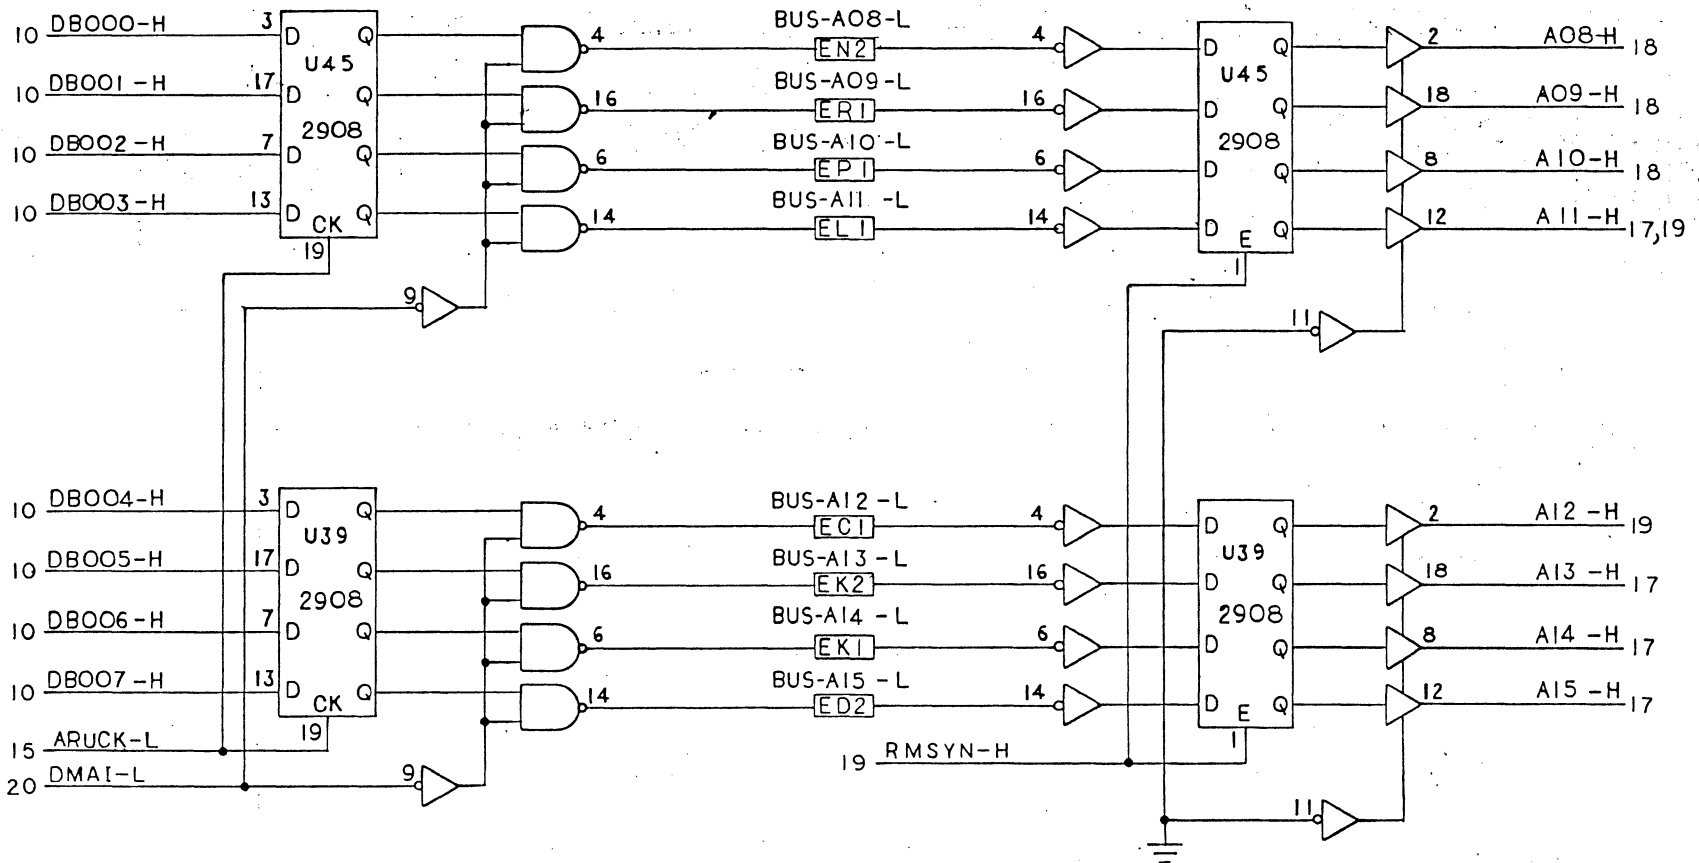 10 DB000-H 3 D Q 4 BUS-A08-L EN2 4 D Q 2 A08-H 18
U45 U45
10 DB001-H 17 D Q 16 BUS-A09-L ER1 16 D Q 18 A09-H 18
2908 2908
10 DB002-H 7 D Q 6 BUS-A10-L EP1 6 D Q 8 A10-H 18
10 DB003-H 13 D Q 14 BUS-A11-L EL1 14 D Q 12 A11-H 17,19
CK E
19 1
9 11
10 DB004-H 3 D Q 4 BUS-A12-L EC1 4 D Q 2 A12-H 19
U39 U39
10 DB005-H 17 D Q 16 BUS-A13-L EK2 16 D Q 18 A13-H 17
2908 2908
10 DB006-H 7 D Q 6 BUS-A14-L EK1 6 D Q 8 A14-H 17
10 DB007-H 13 D Q 14 BUS-A15-L ED2 14 D Q 12 A15-H 17
CK E
19 1
15 ARUCK-L 19 RMSYN-H
20 DMAI-L 9 11